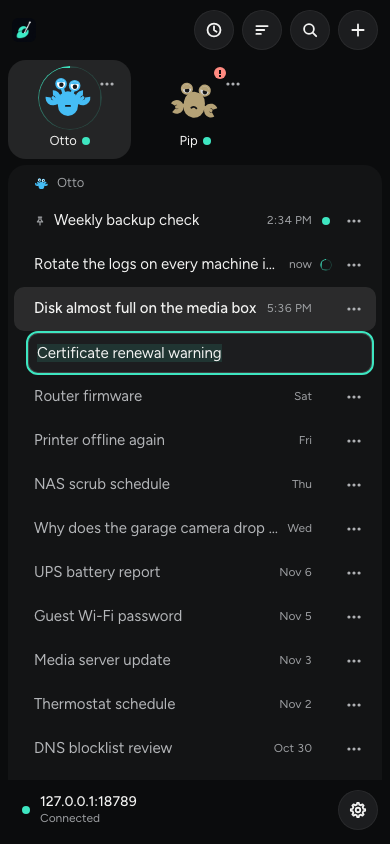 Otto
Pip
Otto
Weekly backup check 2:34 PM
Rotate the logs on every machine i... now
Disk almost full on the media box 5:36 PM
Certificate renewal warning
Router firmware Sat
Printer offline again Fri
NAS scrub schedule Thu
Why does the garage camera drop ... Wed
UPS battery report Nov 6
Guest Wi-Fi password Nov 5
Media server update Nov 3
Thermostat schedule Nov 2
DNS blocklist review Oct 30
127.0.0.1:18789
Connected